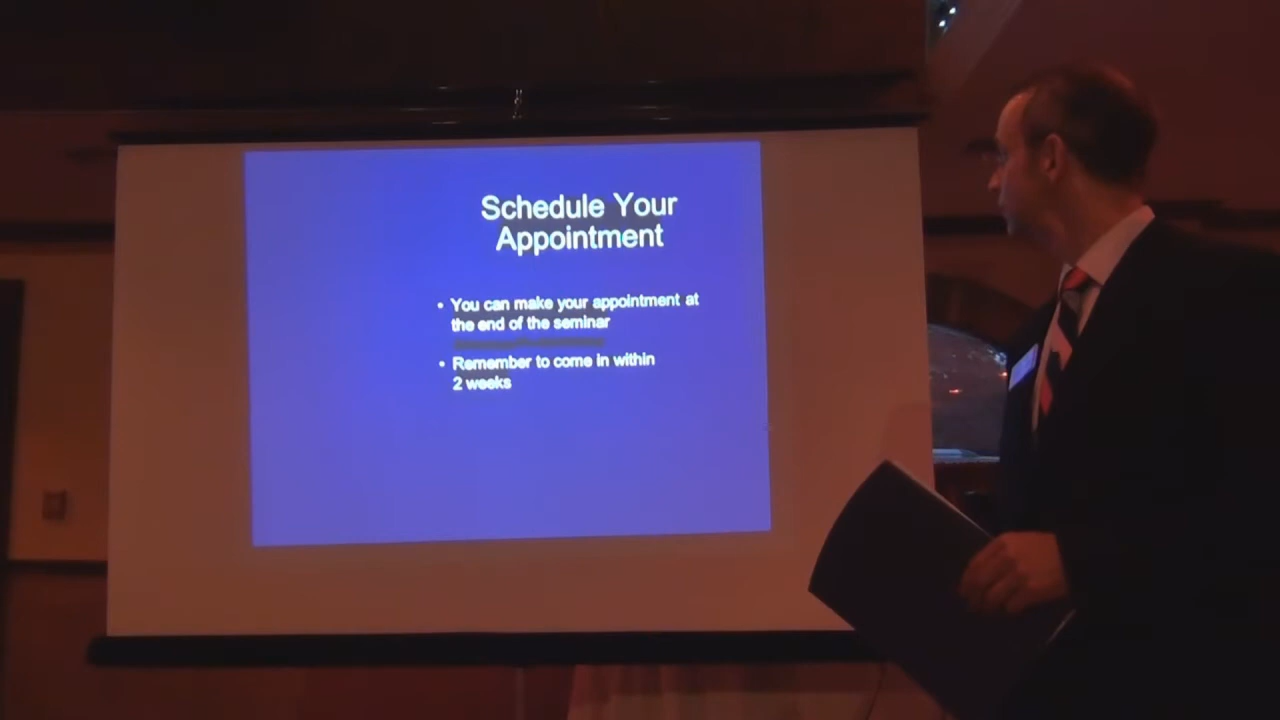 Schedule Your
Appointment
• You can make your appointment at
the end of the seminar
• Remember to come in within
2 weeks